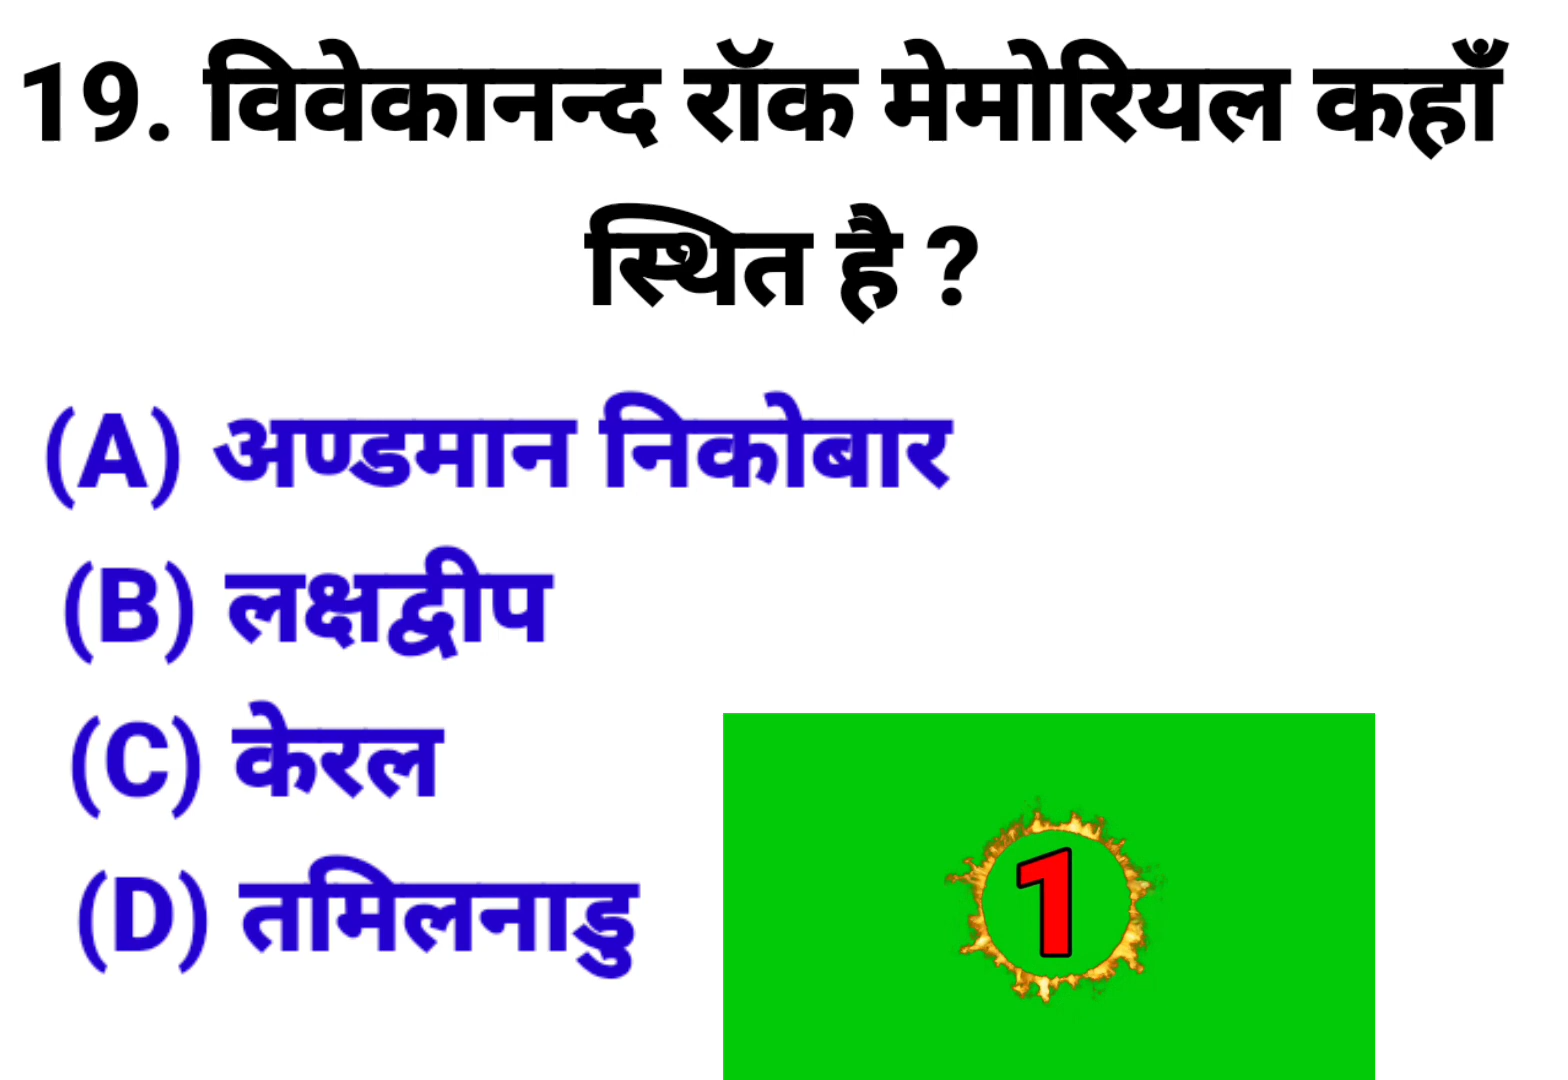 19. विवेकानन्द रॉक मेमोरियल कहाँ
स्थित है ?
(A) अण्डमान निकोबार
(B) लक्षद्वीप
(C) केरल
(D) तमिलनाडु
1